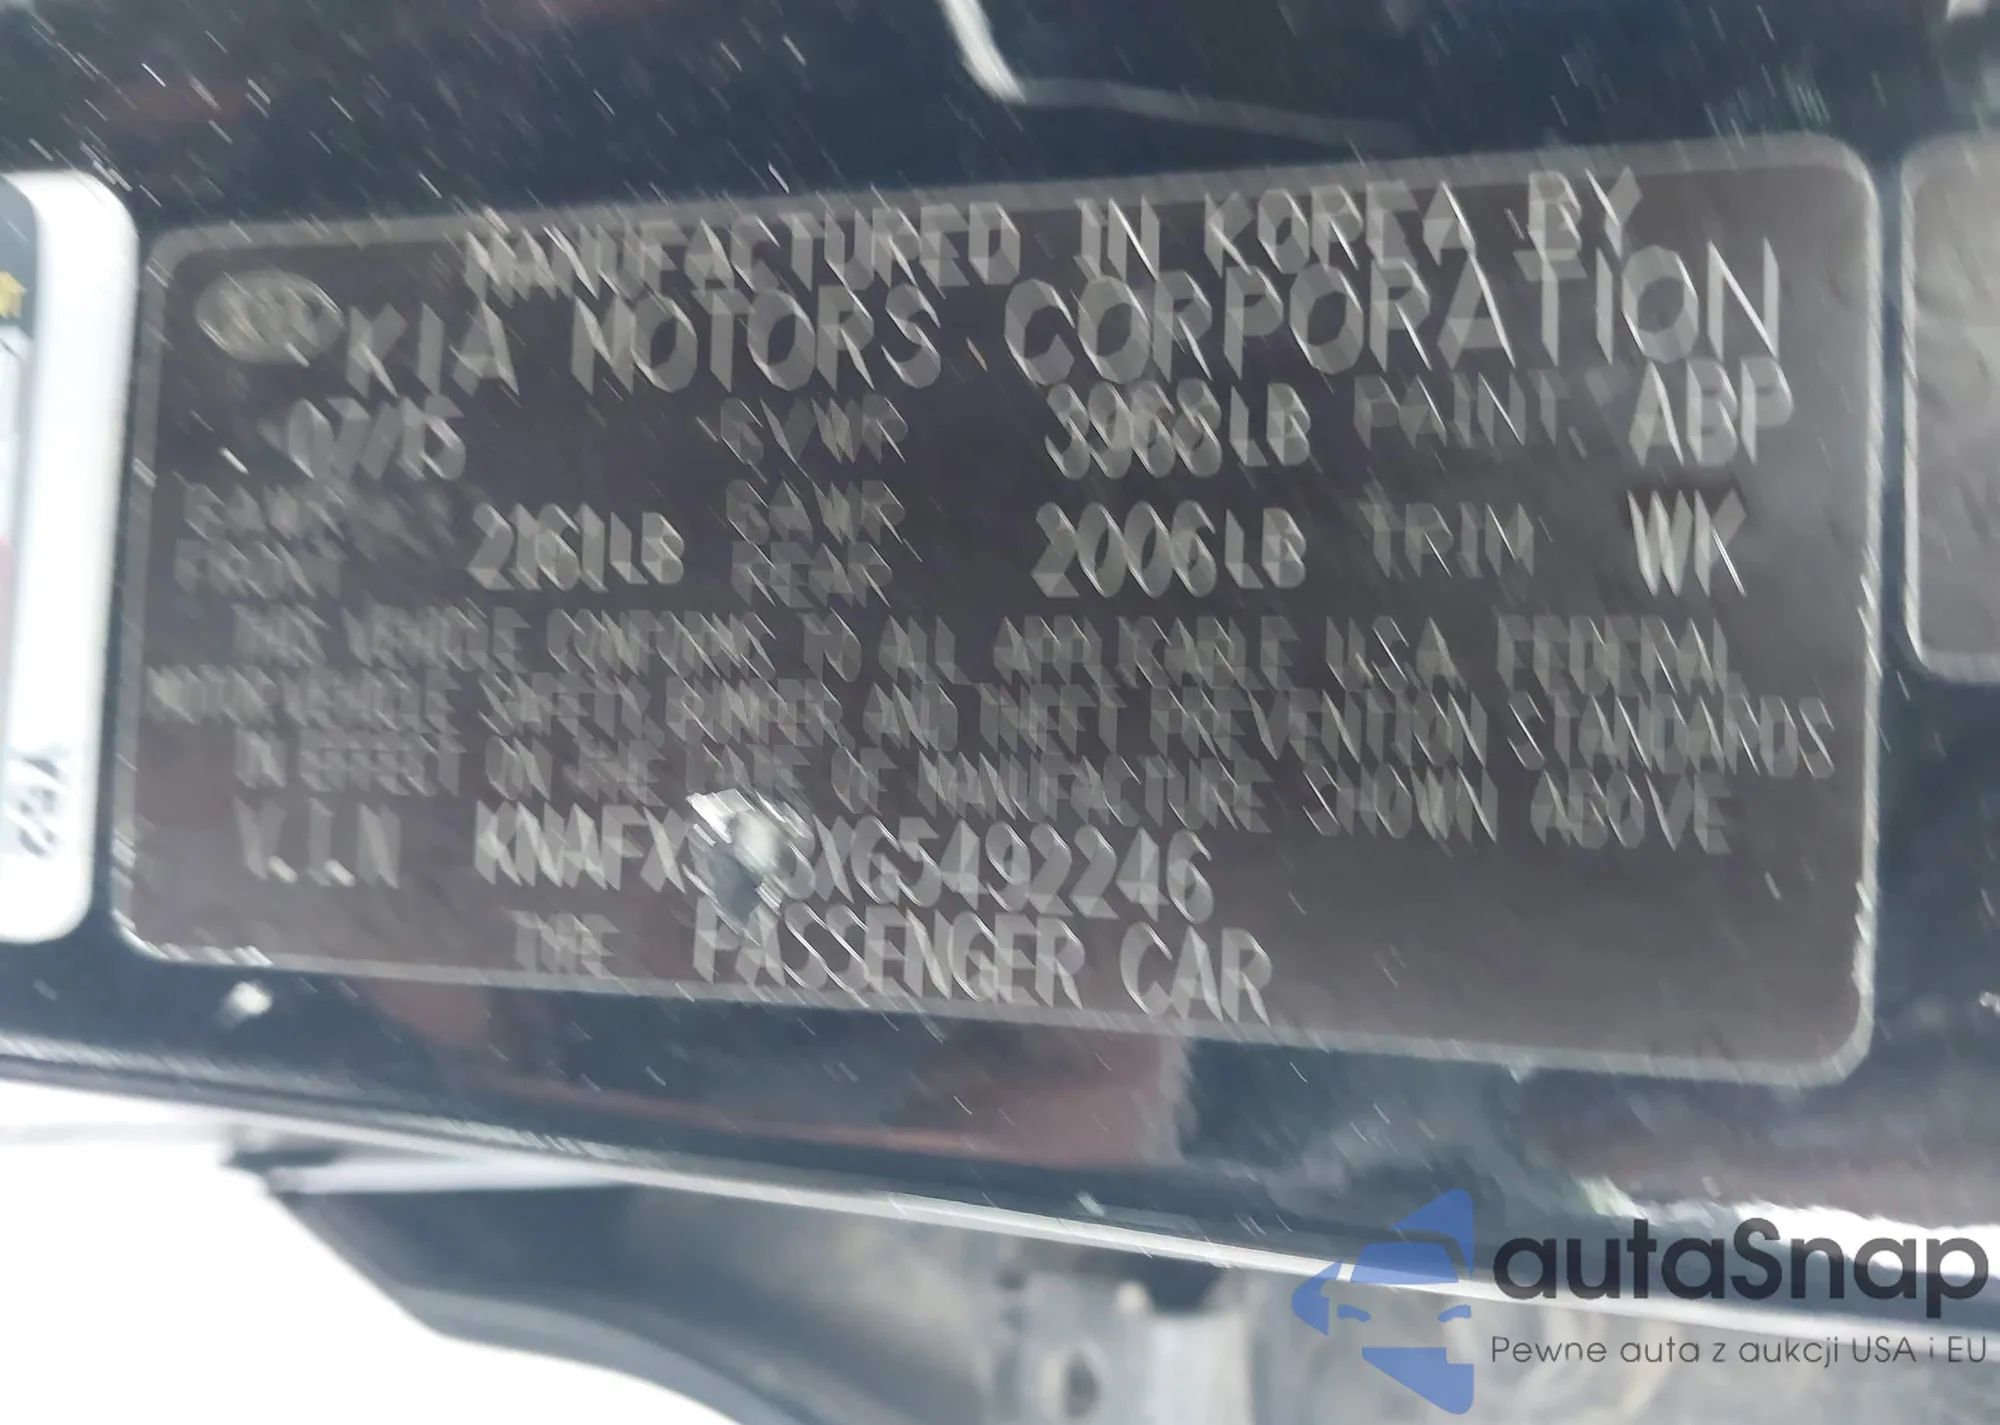 MANUFACTURED IN KOREA BY
KIA MOTORS CORPORATION
07/15 GVWR 3968LB PAINT ABP
GAWR FRONT 2161LB GAWR REAR 2006LB TRIM WK
THIS VEHICLE CONFORMS TO ALL APPLICABLE U.S.A FEDERAL
MOTOR VEHICLE SAFETY, BUMPER AND THEFT PREVENTION STANDARDS
IN EFFECT ON THE DATE OF MANUFACTURE SHOWN ABOVE
V.I.N
TYPE PASSENGER CAR
autaSnap
Pewne auta z aukcji USA i EU